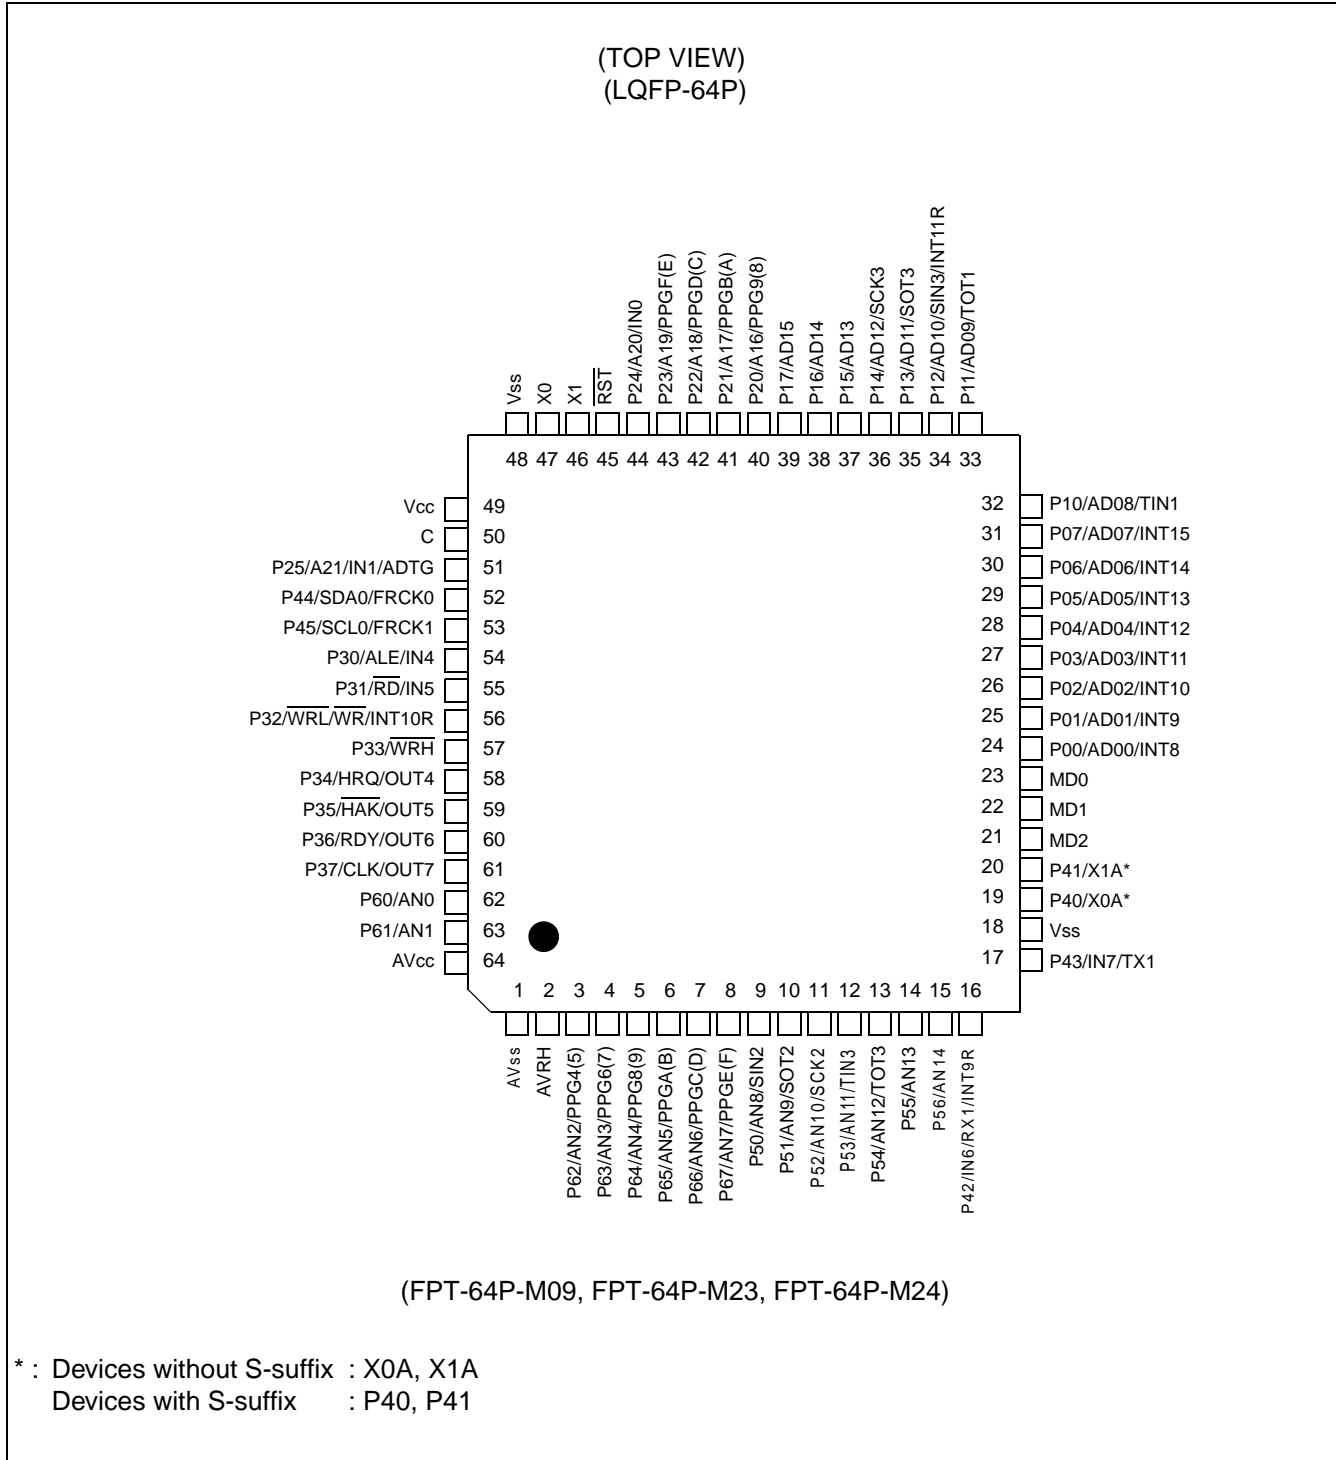 (TOP VIEW)
(LQFP-64P)
Vss
X0
X1
RST
P24/A20/IN0
P23/A19/PPGF(E)
P22/A18/PPGD(C)
P21/A17/PPGB(A)
P20/A16/PPG9(8)
P17/AD15
P16/AD14
P15/AD13
P14/AD12/SCK3
P13/AD11/SOT3
P12/AD10/SIN3/INT11R
P11/AD09/TOT1
48 47 46 45 44 43 42 41 40 39 38 37 36 35 34 33
Vcc 49
C 50
P25/A21/IN1/ADTG 51
P44/SDA0/FRCK0 52
P45/SCL0/FRCK1 53
P30/ALE/IN4 54
P31/RD/IN5 55
P32/WRL/WR/INT10R 56
P33/WRH 57
P34/HRQ/OUT4 58
P35/HAK/OUT5 59
P36/RDY/OUT6 60
P37/CLK/OUT7 61
P60/AN0 62
P61/AN1 63
AVcc 64
32 P10/AD08/TIN1
31 P07/AD07/INT15
30 P06/AD06/INT14
29 P05/AD05/INT13
28 P04/AD04/INT12
27 P03/AD03/INT11
26 P02/AD02/INT10
25 P01/AD01/INT9
24 P00/AD00/INT8
23 MD0
22 MD1
21 MD2
20 P41/X1A*
19 P40/X0A*
18 Vss
17 P43/IN7/TX1
1 2 3 4 5 6 7 8 9 10 11 12 13 14 15 16
AVss
AVRH
P62/AN2/PPG4(5)
P63/AN3/PPG6(7)
P64/AN4/PPG8(9)
P65/AN5/PPGA(B)
P66/AN6/PPGC(D)
P67/AN7/PPGE(F)
P50/AN8/SIN2
P51/AN9/SOT2
P52/AN10/SCK2
P53/AN11/TIN3
P54/AN12/TOT3
P55/AN13
P56/AN14
P42/IN6/RX1/INT9R
(FPT-64P-M09, FPT-64P-M23, FPT-64P-M24)
* : Devices without S-suffix : X0A, X1A
Devices with S-suffix : P40, P41